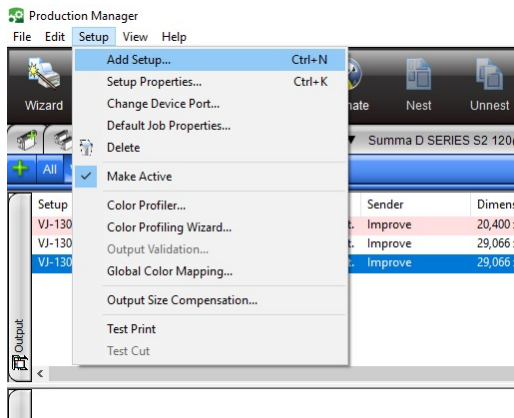 Production Manager
File Edit Setup View Help
Add Setup... Ctrl+N
Setup Properties... Ctrl+K
Change Device Port...
Default Job Properties...
Delete
Make Active
Color Profiler...
Color Profiling Wizard...
Output Validation...
Global Color Mapping...
Output Size Compensation...
Test Print
Test Cut
Wizard Nest Unnest
Summa D SERIES S2 120
All
Setup Sender
VJ-130 Improve 20,400
VJ-130 Improve 29,066
VJ-130 Improve 29,066
Output